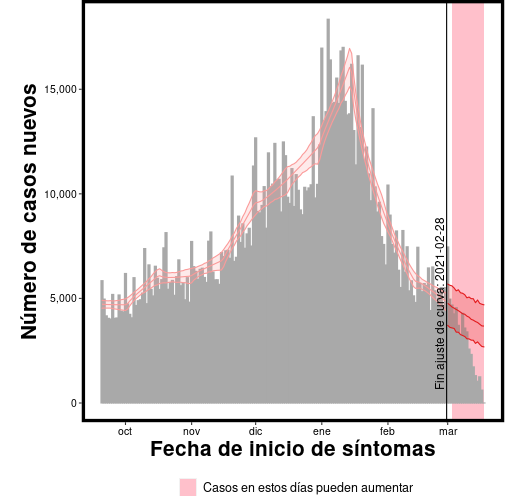 Número de casos nuevos
15,000
10,000
5,000
0
Fin ajuste de curva: 2021-02-28
oct nov dic ene feb mar
Fecha de inicio de síntomas
Casos en estos días pueden aumentar